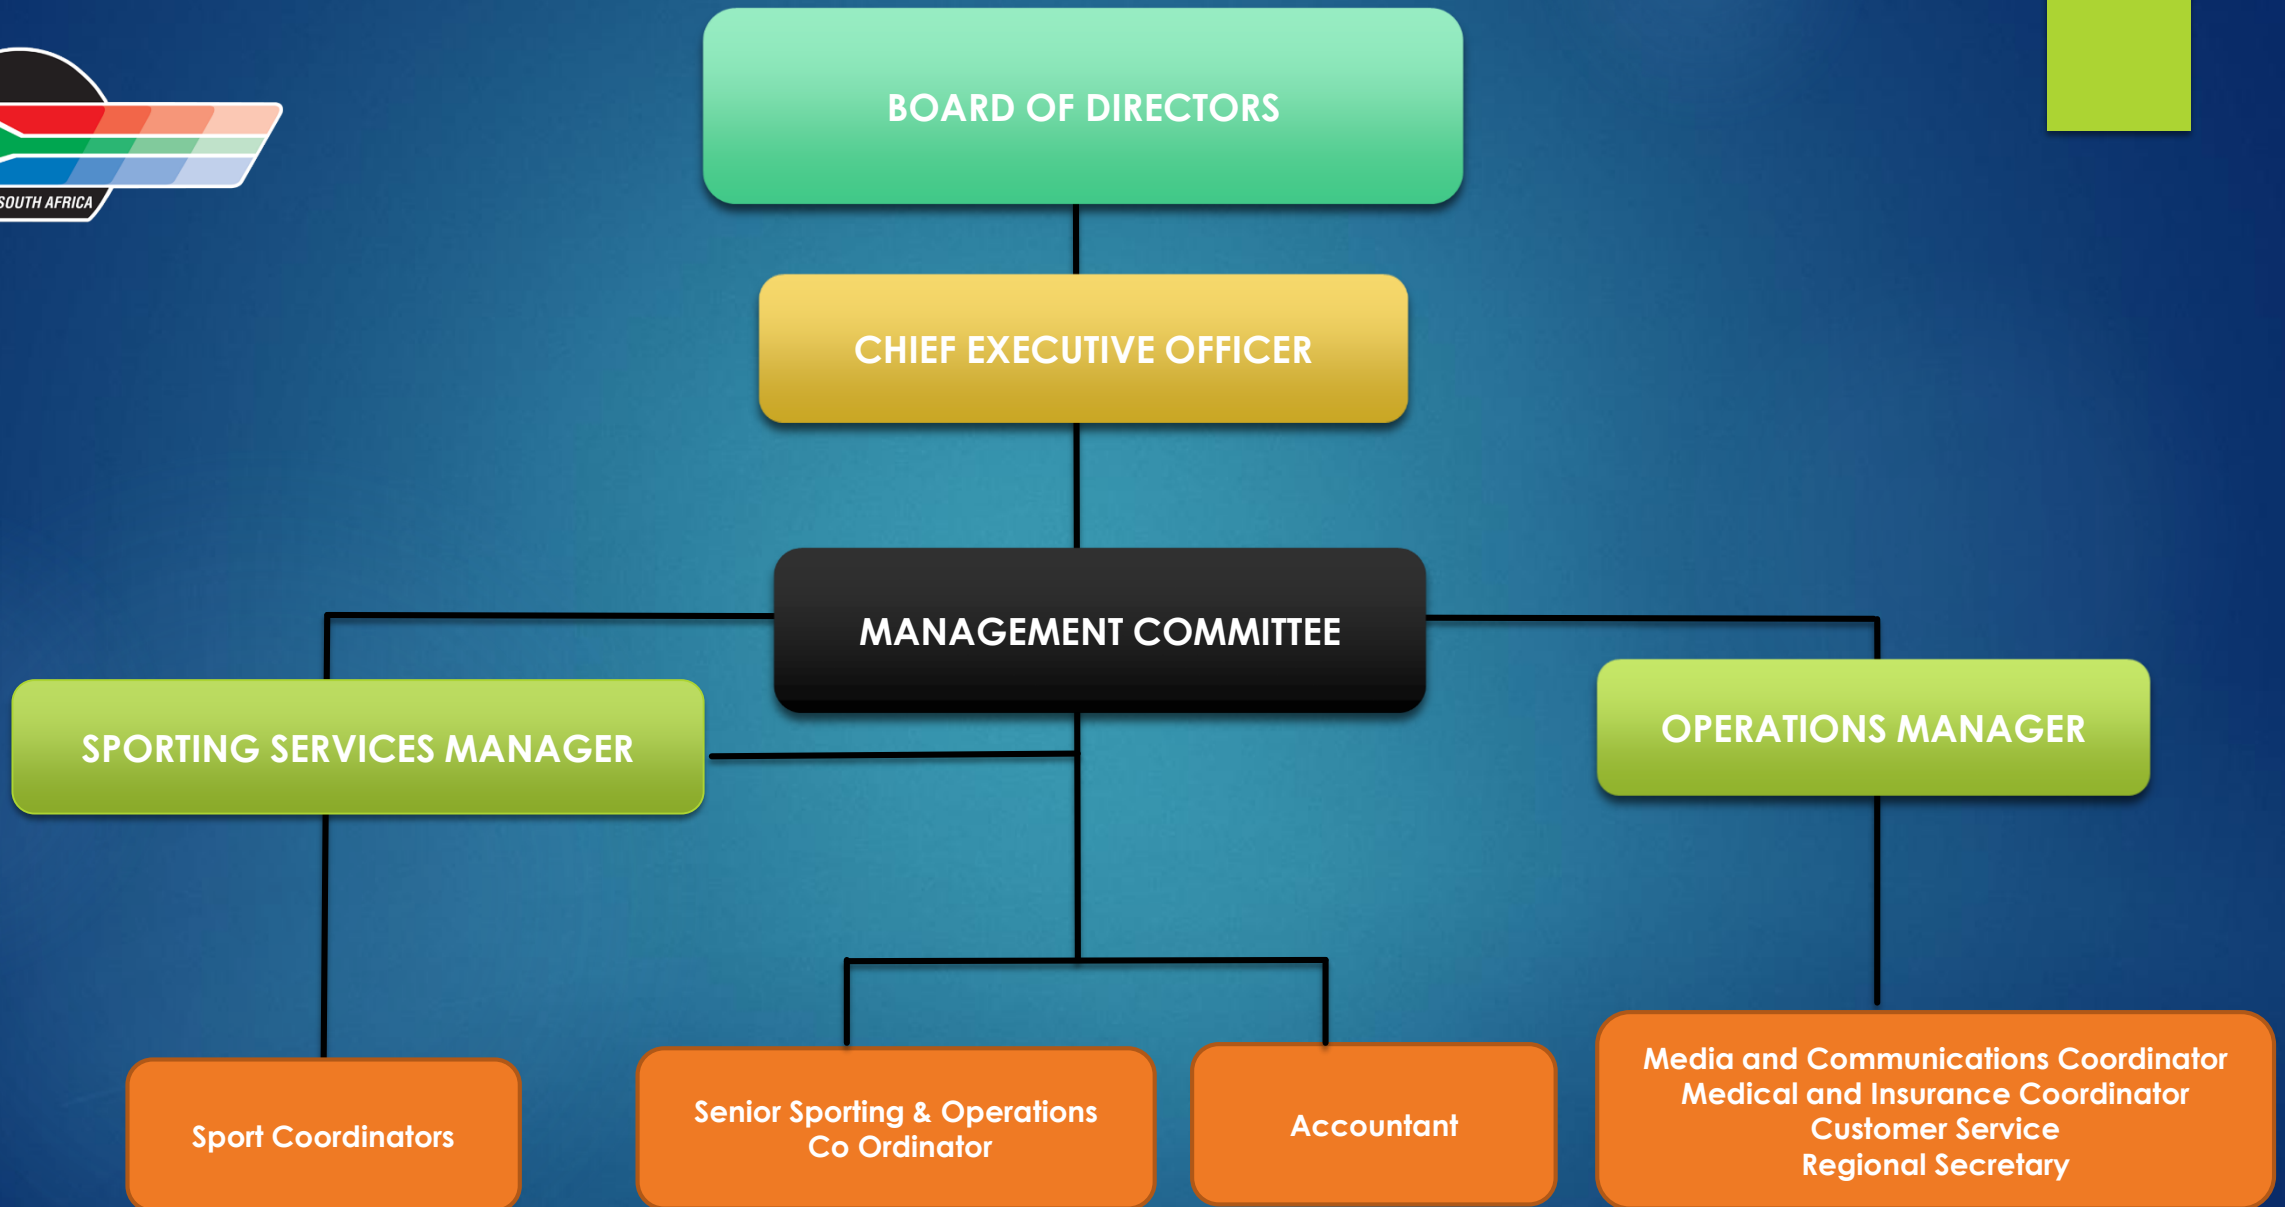 BOARD OF DIRECTORS
SOUTH AFRICA
CHIEF EXECUTIVE OFFICER
MANAGEMENT COMMITTEE
SPORTING SERVICES MANAGER
OPERATIONS MANAGER
Sport Coordinators
Senior Sporting & Operations
Co Ordinator
Accountant
Media and Communications Coordinator
Medical and Insurance Coordinator
Customer Service
Regional Secretary